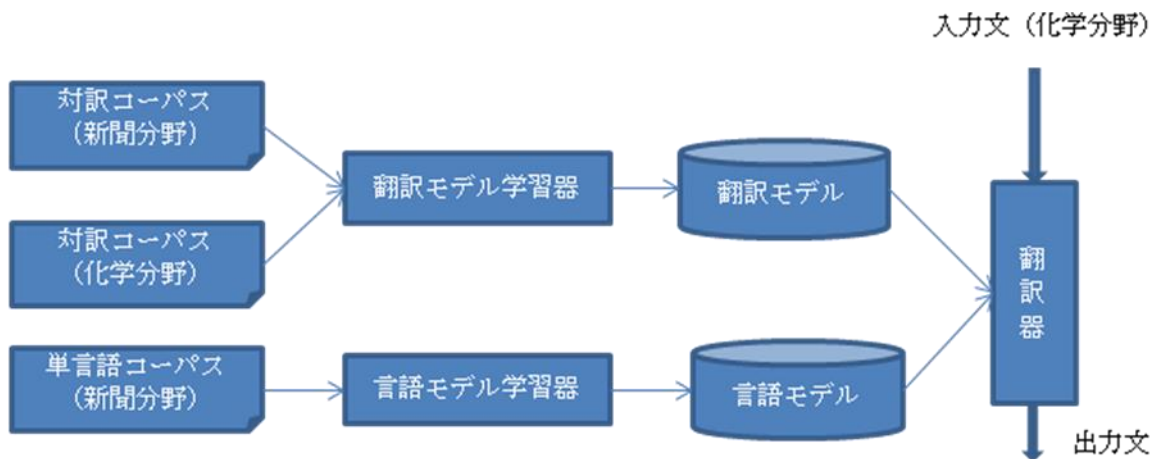 入力文（化学分野）
対訳コーパス
（新聞分野）
翻訳モデル学習器
翻訳モデル
対訳コーパス
（化学分野）
翻訳器
単言語コーパス
（新聞分野）
言語モデル学習器
言語モデル
出力文